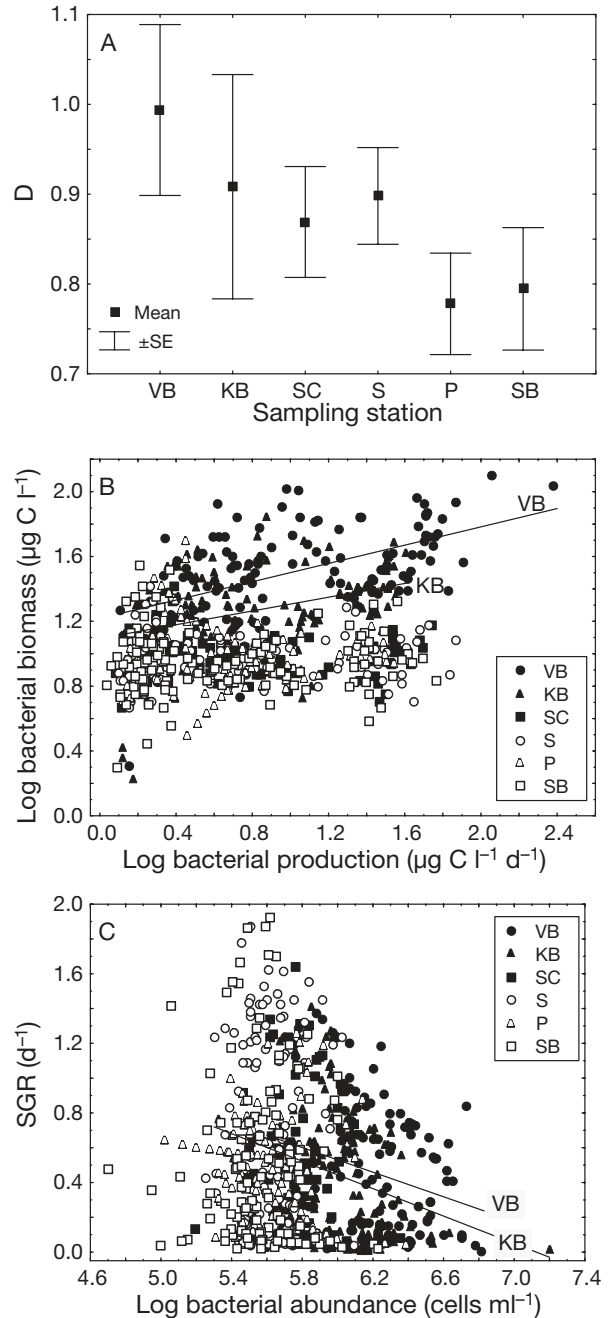 A
1.1
1.0
0.9
0.8
0.7
D
Mean
±SE
VB KB SC S P SB
Sampling station
B
2.0
1.6
1.2
0.8
0.4
0.0
Log bacterial biomass (µg C l–1)
VB
KB
VB
KB
SC
S
P
SB
0.0 0.4 0.8 1.2 1.6 2.0 2.4
Log bacterial production (µg C l–1 d–1)
C
2.0
1.6
1.2
0.8
0.4
0.0
SGR (d–1)
VB
KB
SC
S
P
SB
VB
KB
4.6 5.0 5.4 5.8 6.2 6.6 7.0 7.4
Log bacterial abundance (cells ml–1)